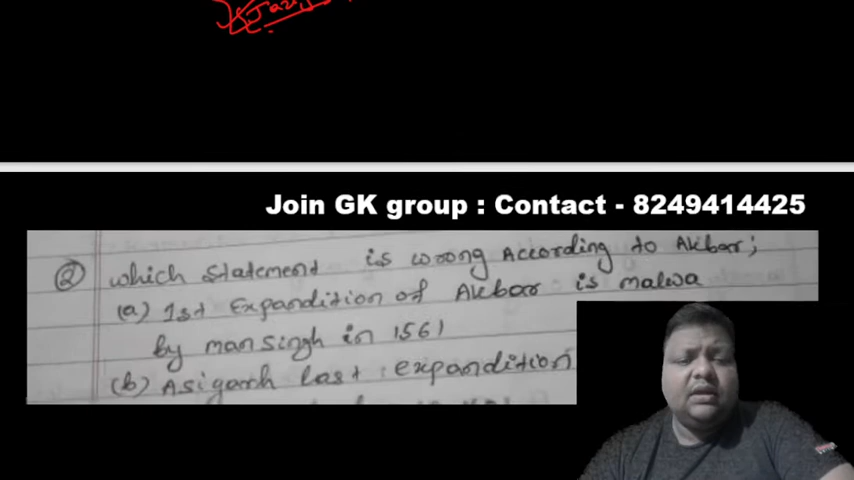 Join GK group : Contact - 8249414425
(2) which statement is wrong According to Akbar;
(a) 1st Expandition of Akbar is malwa
by man singh in 1561
(b) Asigarh last expandition